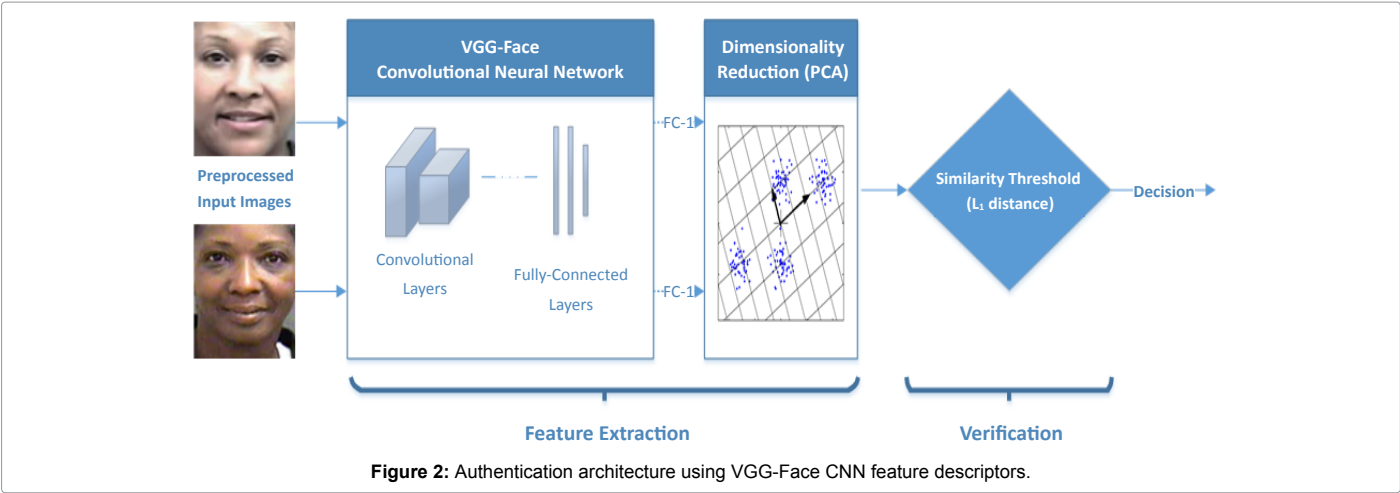 VGG-Face
Convolutional Neural Network
Dimensionality
Reduction (PCA)
Preprocessed
Input Images
Convolutional
Layers
Fully-Connected
Layers
FC-1
FC-1
Similarity Threshold
(L₁ distance)
Decision
Feature Extraction
Verification
Figure 2: Authentication architecture using VGG-Face CNN feature descriptors.